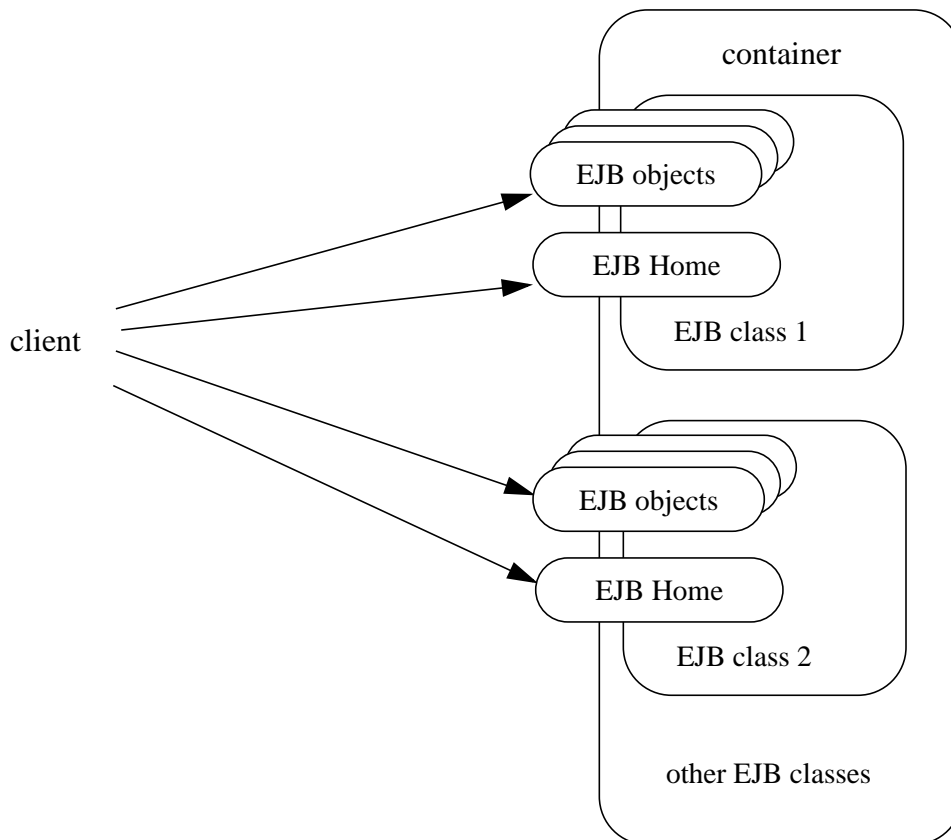 container
EJB objects
EJB Home
EJB class 1
client
EJB objects
EJB Home
EJB class 2
other EJB classes